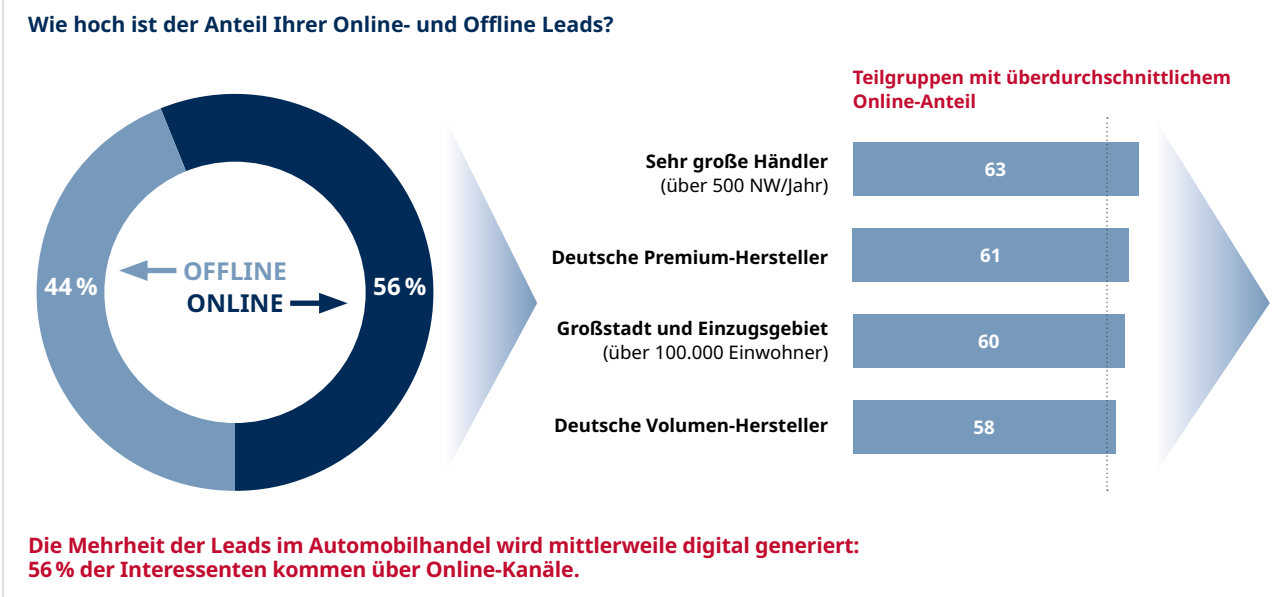 Wie hoch ist der Anteil Ihrer Online- und Offline Leads?
44 %
OFFLINE
ONLINE
56 %
Teilgruppen mit überdurchschnittlichem
Online-Anteil
Sehr große Händler
(über 500 NW/Jahr)
63
Deutsche Premium-Hersteller
61
Großstadt und Einzugsgebiet
(über 100.000 Einwohner)
60
Deutsche Volumen-Hersteller
58
Die Mehrheit der Leads im Automobilhandel wird mittlerweile digital generiert:
56 % der Interessenten kommen über Online-Kanäle.